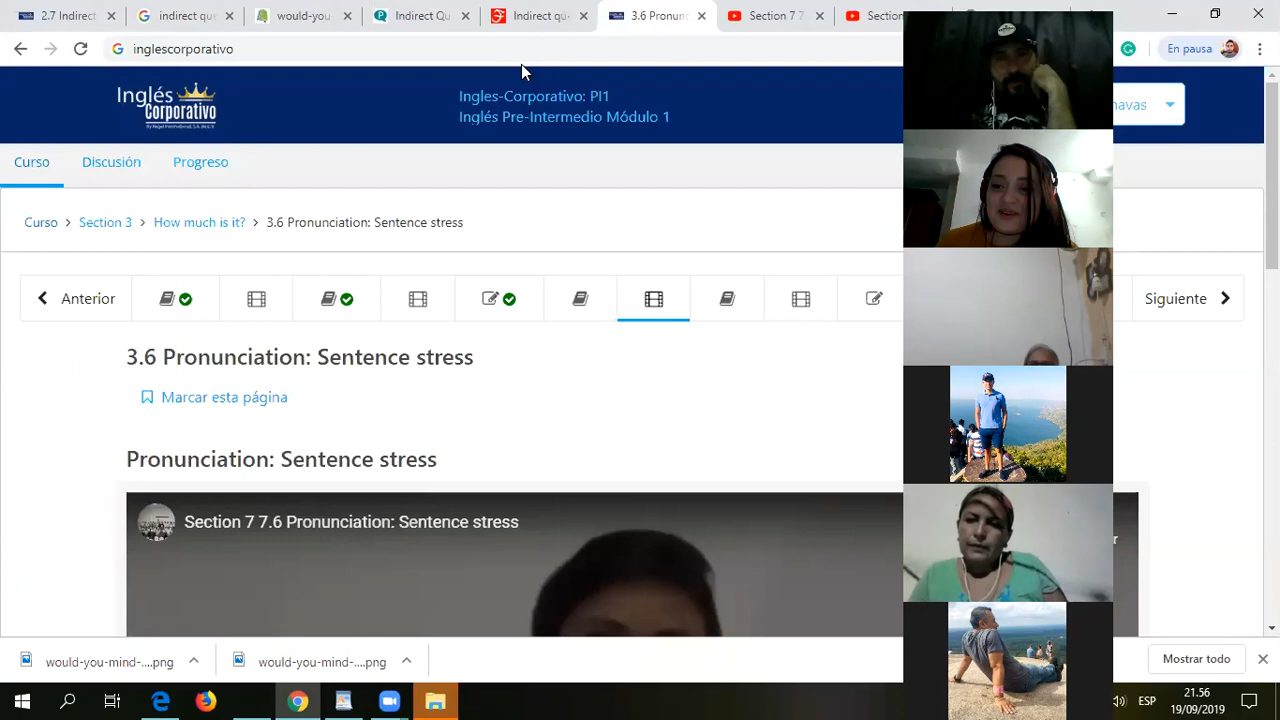 2.7 Indirec
indirect que
would-you-
Indirect Qu
Indirect qu
3.6 Pronun
Section 7 7
Section
inglescorporativo
En pausa
Inglés
Corporativo
Ingles-Corporativo: PI1
Inglés Pre-Intermedio Módulo 1
navas
Curso
Discusión
Progreso
Curso > Section 3 > How much is it? > 3.6 Pronunciation: Sentence stress
Anterior
Siguiente
3.6 Pronunciation: Sentence stress
Marcar esta página
Pronunciation: Sentence stress
Section 7 7.6 Pronunciation: Sentence stress
would-you-mind-....png
would-you-mind-....png
Mostrar todo
ESP
21.56
19/09/2019